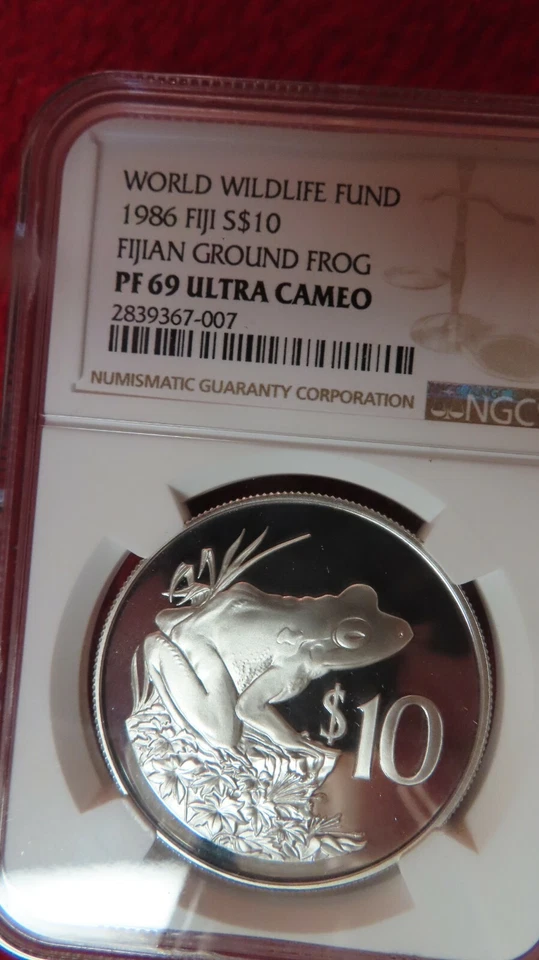 WORLD WILDLIFE FUND
1986 FIJI S$10
FIJIAN GROUND FROG
PF 69 ULTRA CAMEO
2839367-007
NUMISMATIC GUARANTY CORPORATION
NGC
$10